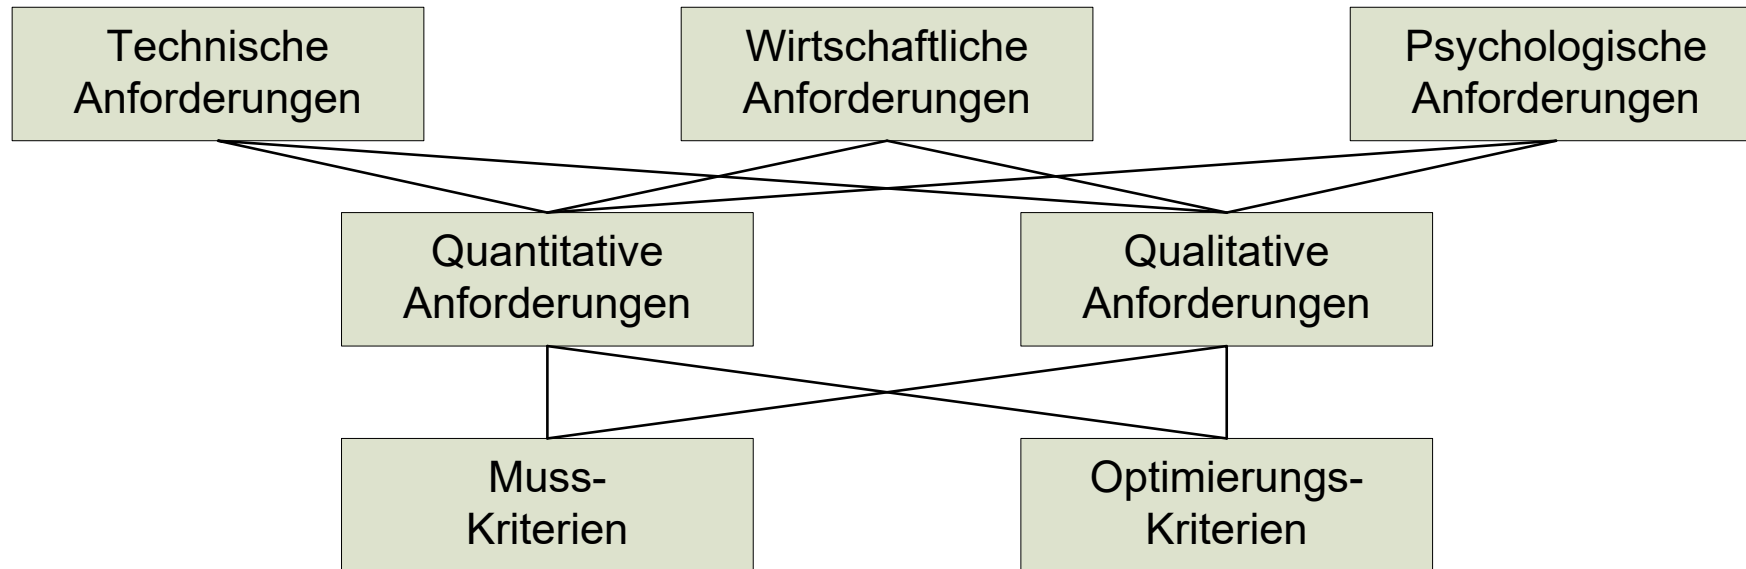 Technische
Anforderungen
Wirtschaftliche
Anforderungen
Psychologische
Anforderungen
Quantitative
Anforderungen
Qualitative
Anforderungen
Muss-
Kriterien
Optimierungs-
Kriterien